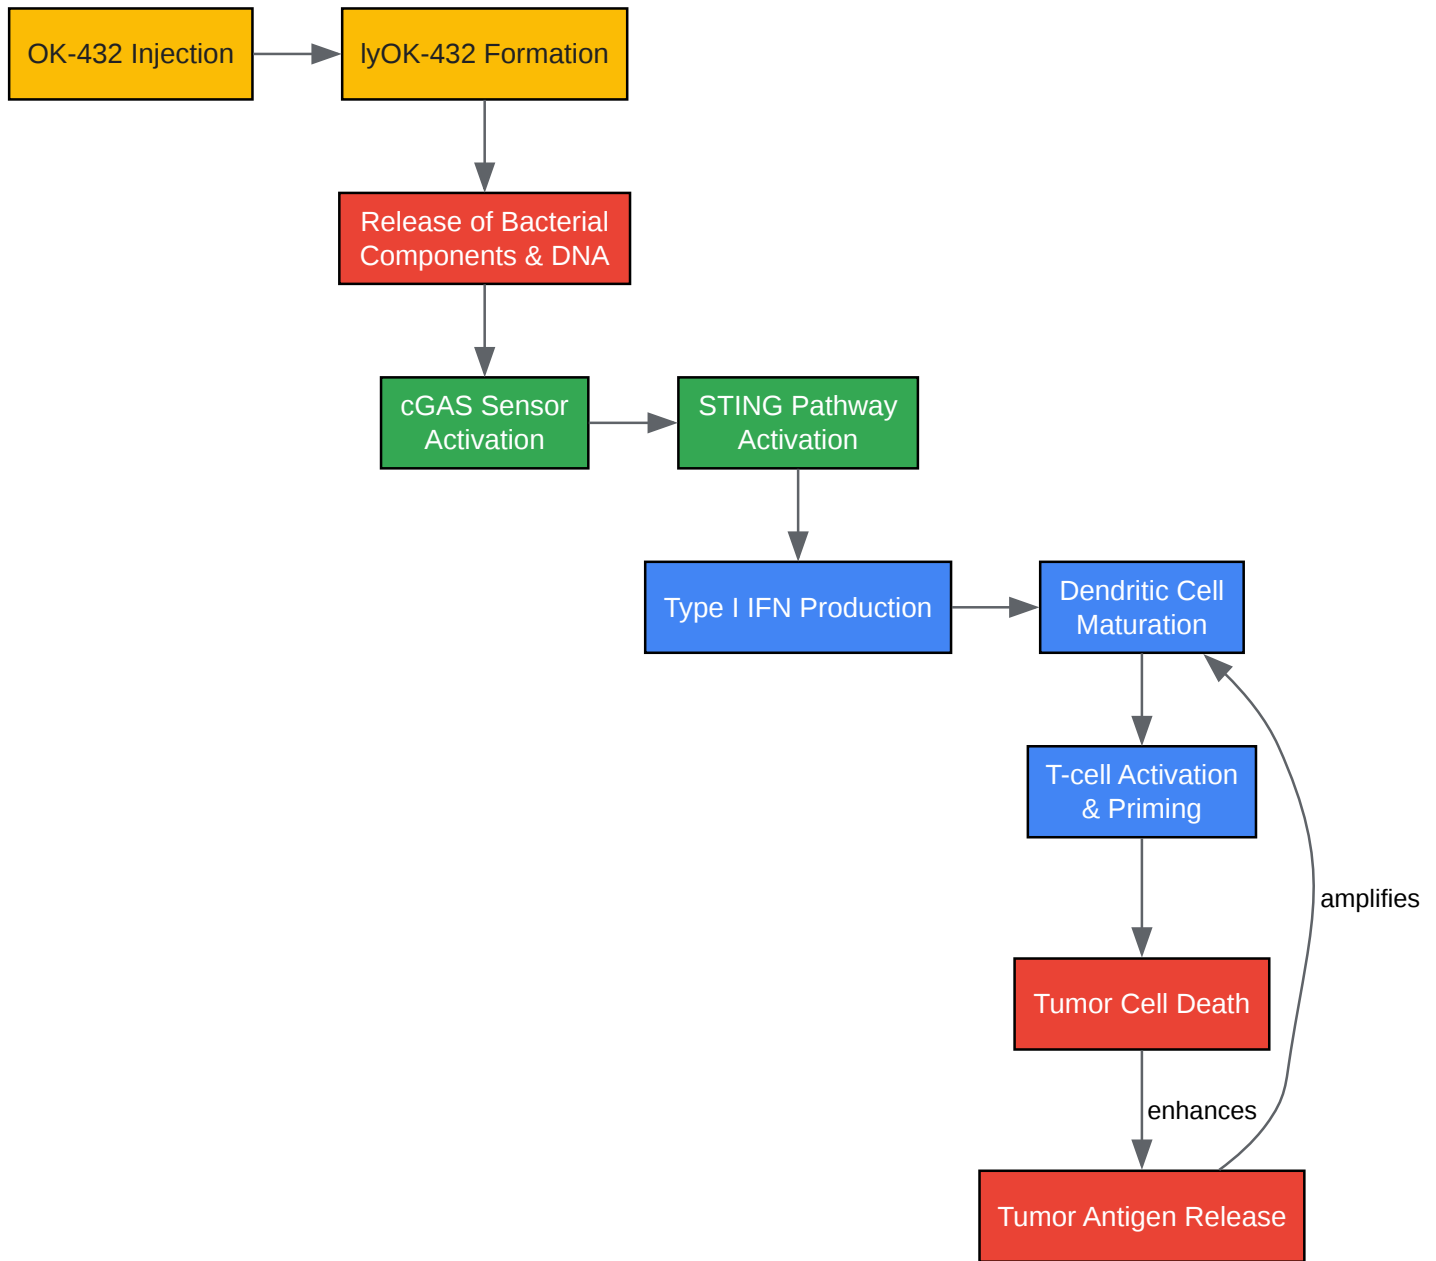 OK-432 Injection
lyOK-432 Formation
Release of Bacterial
Components & DNA
cGAS Sensor
Activation
STING Pathway
Activation
Type I IFN Production
Dendritic Cell
Maturation
T-cell Activation
& Priming
amplifies
Tumor Cell Death
enhances
Tumor Antigen Release